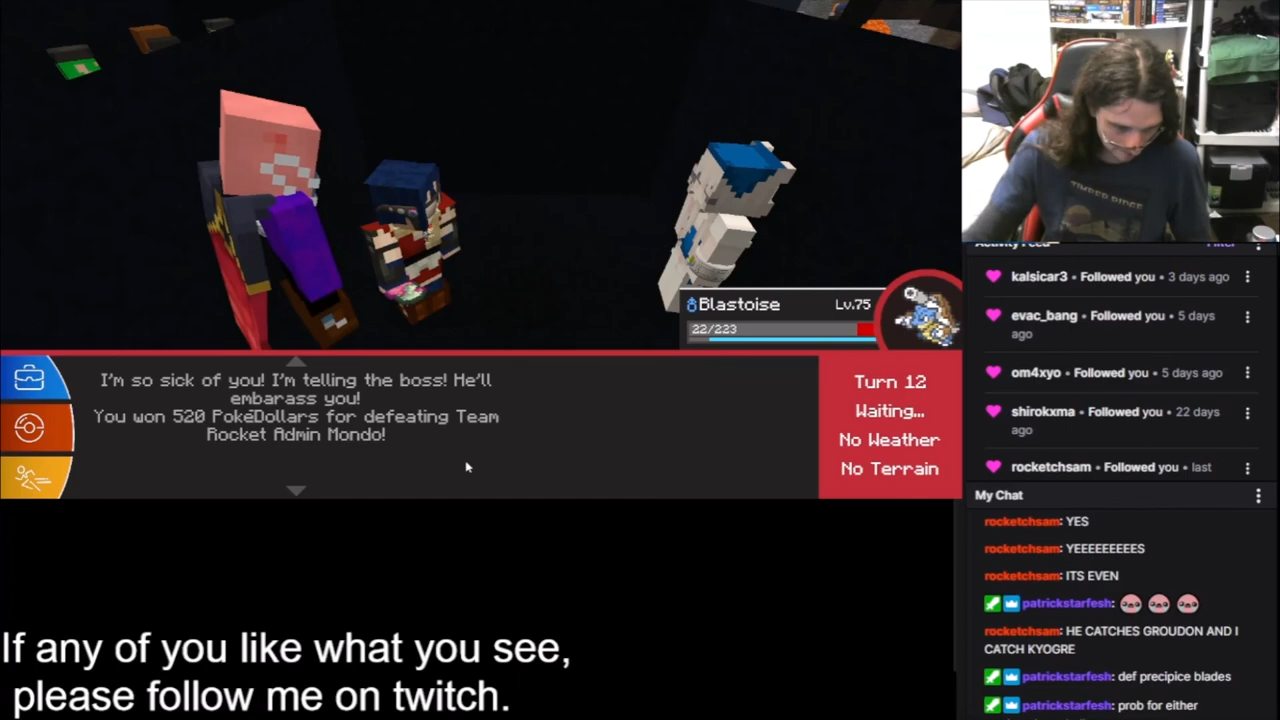 Blastoise Lv.75
22/223
I'm so sick of you! I'm telling the boss! He'll
embarass you!
You won 520 PokéDollars for defeating Team
Rocket Admin Mondo!
Turn 12
Waiting...
No Weather
No Terrain
If any of you like what you see,
please follow me on twitch.
TIMBER RIDGE
Activity Feed Filter
kalsicar3 • Followed you • 3 days ago
evac_bang • Followed you • 5 days
ago
om4xyo • Followed you • 5 days ago
shirokxma • Followed you • 22 days
ago
rocketchsam • Followed you • last
My Chat
rocketchsam: YES
rocketchsam: YEEEEEEEEES
rocketchsam: ITS EVEN
patrickstarfesh:
rocketchsam: HE CATCHES GROUDON AND I
CATCH KYOGRE
patrickstarfesh: def precipice blades
patrickstarfesh: prob for either